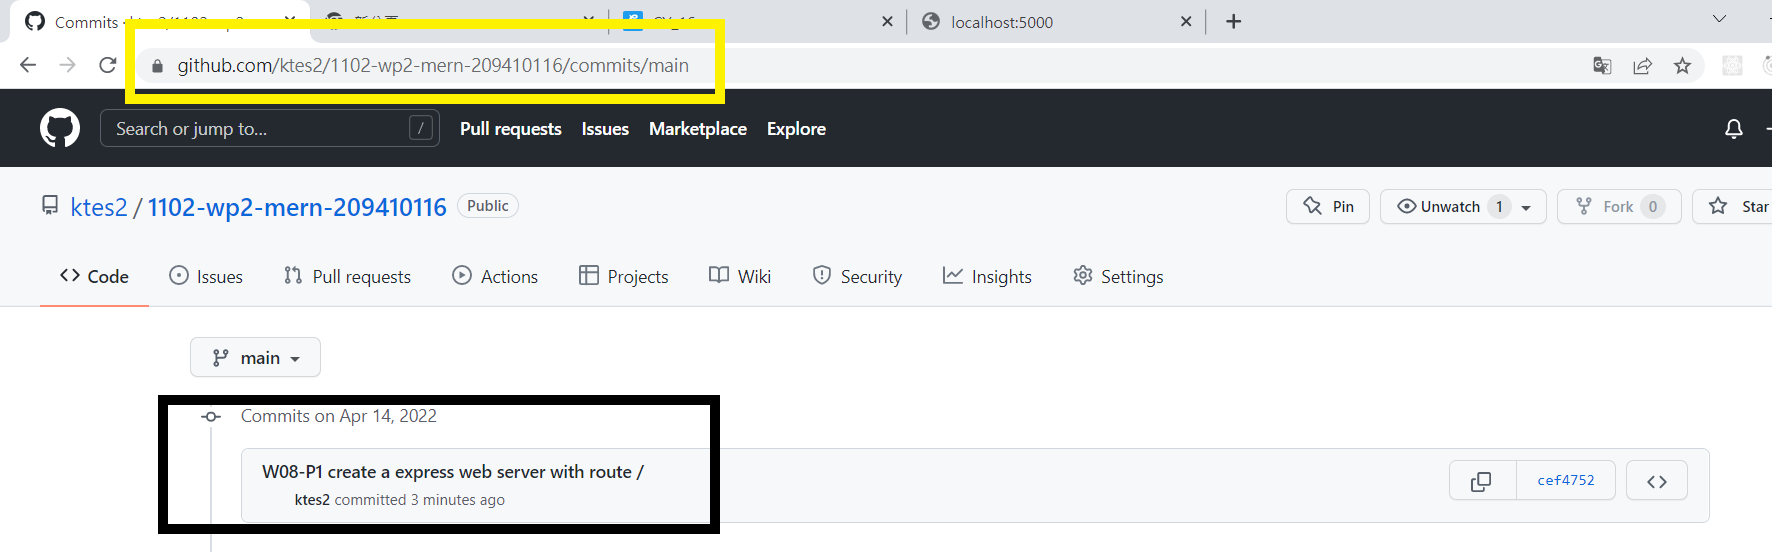 Commits
localhost:5000
github.com/ktes2/1102-wp2-mern-209410116/commits/main
Search or jump to... / Pull requests Issues Marketplace Explore
ktes2 / 1102-wp2-mern-209410116 Public Pin Unwatch 1 Fork 0 Star
Code Issues Pull requests Actions Projects Wiki Security Insights Settings
main
Commits on Apr 14, 2022
W08-P1 create a express web server with route /
ktes2 committed 3 minutes ago
cef4752